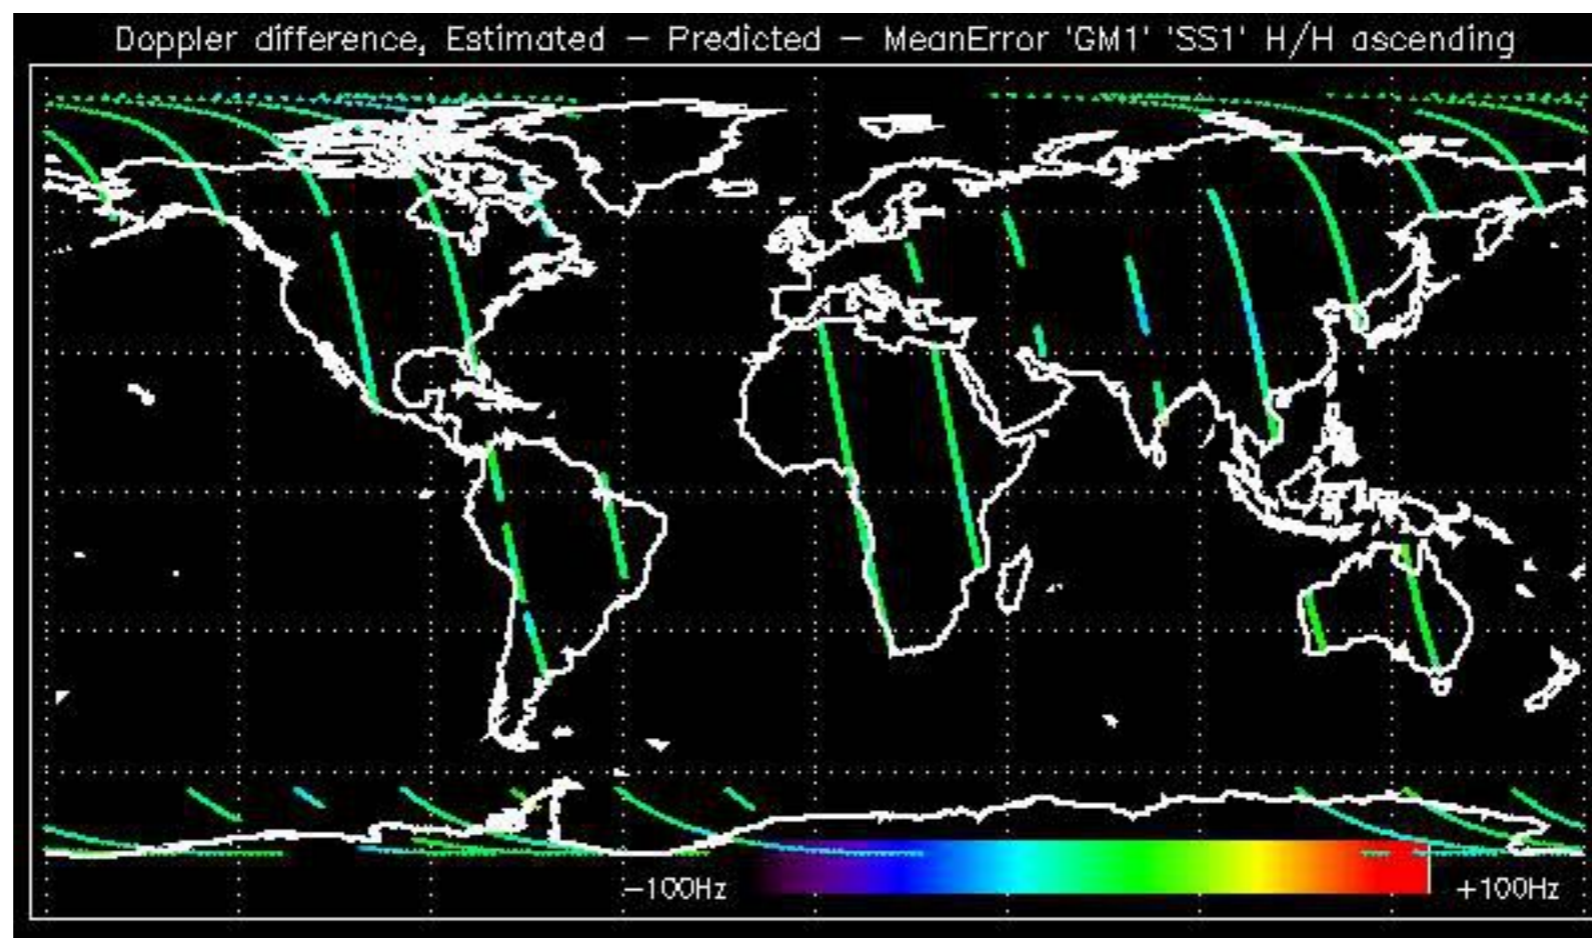 Doppler difference, Estimated – Predicted – MeanError 'GM1' 'SS1' H/H ascending
-100Hz +100Hz